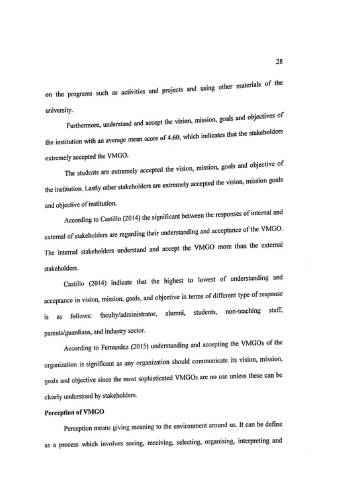 28
on the programs such as activities and projects and using other materials of the
university.
Furthermore, understand and accept the vision, mission, goals and objectives of
the institution with an average mean score of 4.60, which indicates that the stakeholders
extremely accepted the VMGO.
The students are extremely accepted the vision, mission, goals and objective of
the institution. Lastly other stakeholders are extremely accepted the vision, mission goals
and objective of institution.
According to Castillo (2014) the significant between the responses of internal and
external of stakeholders are regarding their understanding and acceptance of the VMGO.
The internal stakeholders understand and accept the VMGO more than the external
stakeholders.
Castillo (2014) indicate that the highest to lowest of understanding and
acceptance in vision, mission, goals, and objective in terms of different type of response
is as follows: faculty/administrator, alumni, students, non-teaching staff,
parents/guardians, and industry sector.
According to Fernandez (2015) understanding and accepting the VMGOs of the
organization is significant as any organization should communicate its vision, mission,
goals and objective since the most sophisticated VMGOs are no use unless these can be
clearly understood by stakeholders.
Perception of VMGO
Perception means giving meaning to the environment around us. It can be define
as a process which involves seeing, receiving, selecting, organising, interpreting and